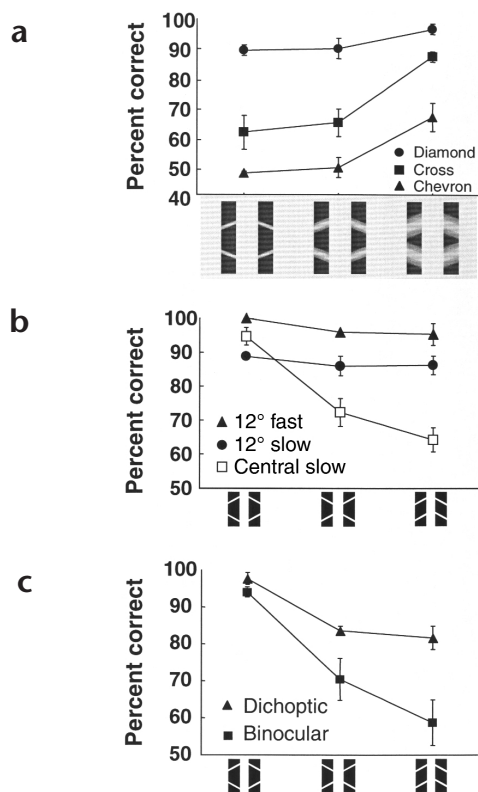 a
Percent correct
100
90
80
70
60
50
40
Diamond
Cross
Chevron
b
Percent correct
100
90
80
70
60
50
12° fast
12° slow
Central slow
c
Percent correct
100
90
80
70
60
50
Dichoptic
Binocular